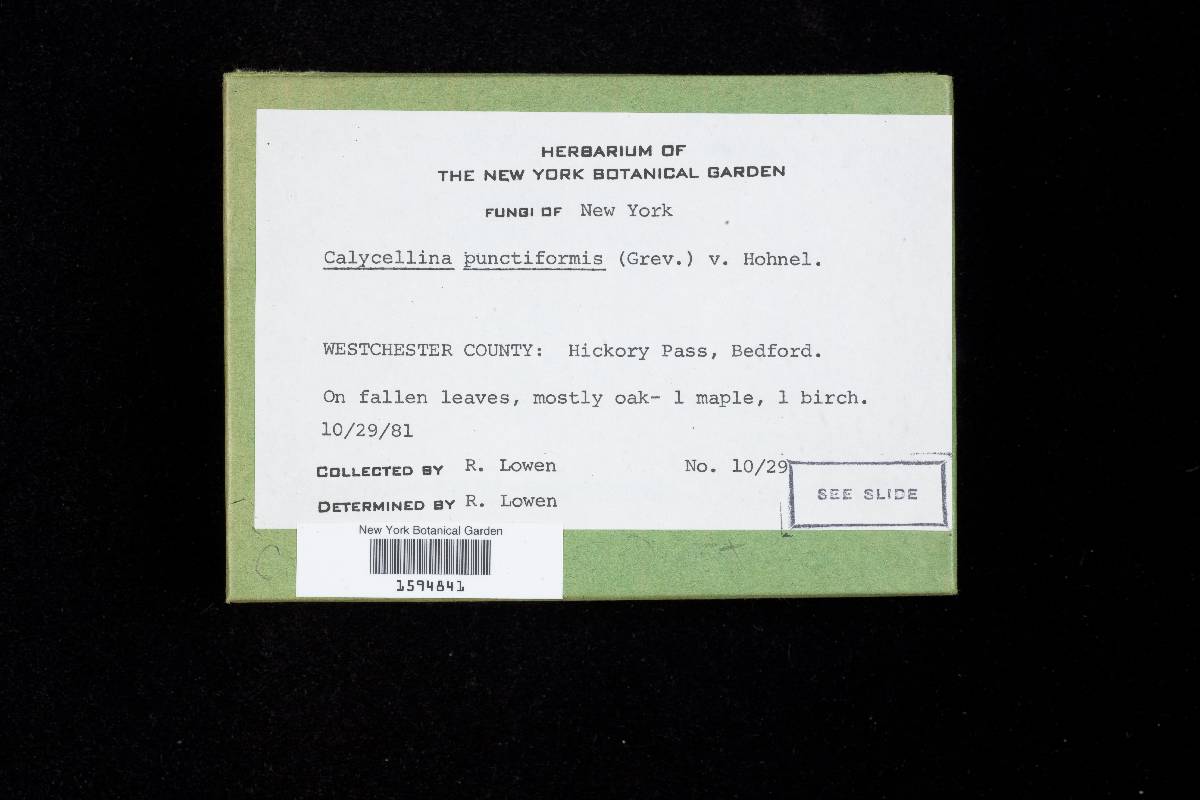 HERBARIUM OF
THE NEW YORK BOTANICAL GARDEN
FUNGI OF New York
Calycellina punctiformis (Grev.) v. Hohnel.
WESTCHESTER COUNTY: Hickory Pass, Bedford.
On fallen leaves, mostly oak- 1 maple, 1 birch.
10/29/81
COLLECTED BY R. Lowen No. 10/29
SEE SLIDE
DETERMINED BY R. Lowen
New York Botanical Garden
1594841